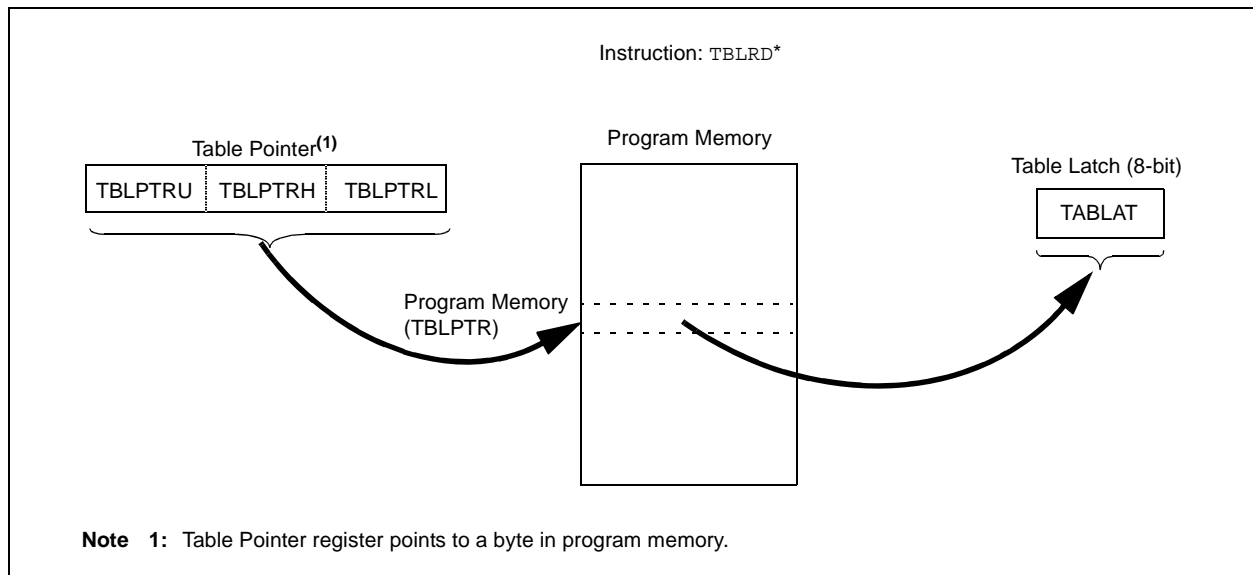 Instruction: TBLRD*
Table Pointer(1)
TBLPTRU TBLPTRH TBLPTRL
Program Memory
Table Latch (8-bit)
TABLAT
Program Memory
(TBLPTR)
Note 1: Table Pointer register points to a byte in program memory.